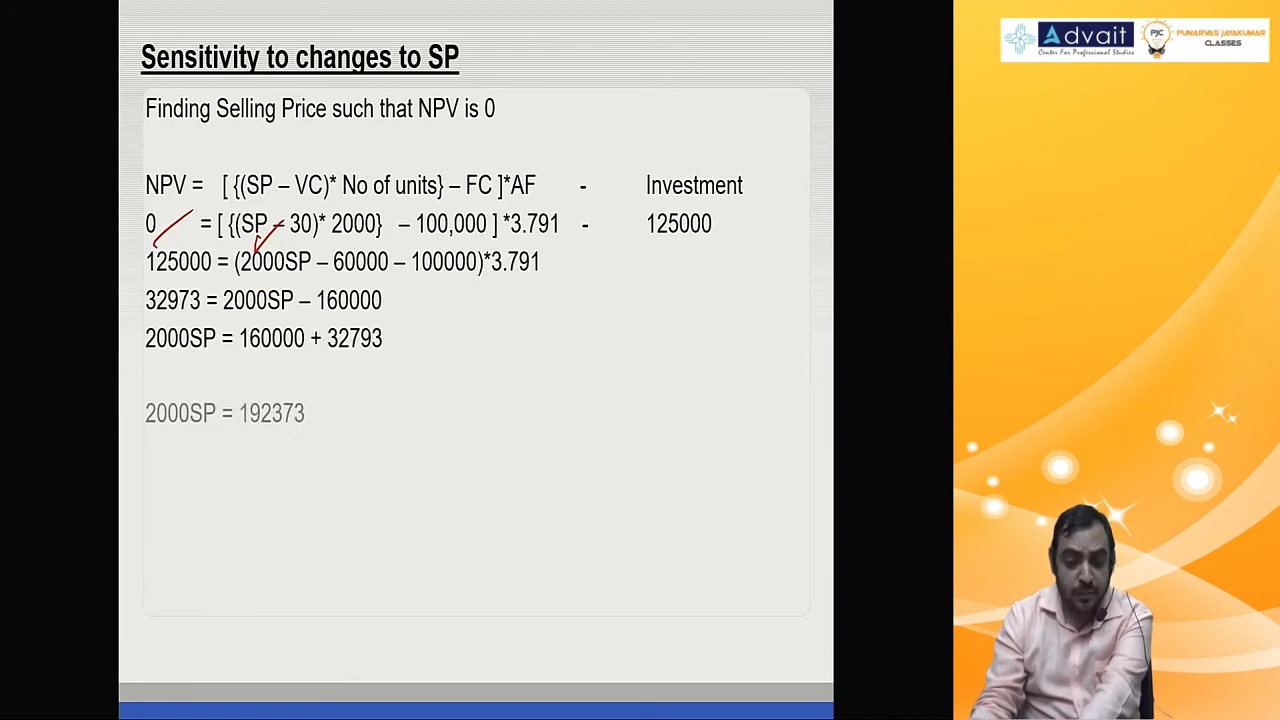 Sensitivity to changes to SP
Finding Selling Price such that NPV is 0
NPV = [ {(SP – VC)* No of units} – FC ]*AF - Investment
0 = [ {(SP – 30)* 2000} – 100,000 ] *3.791 - 125000
125000 = (2000SP – 60000 – 100000)*3.791
32973 = 2000SP – 160000
2000SP = 160000 + 32793
2000SP = 192373
Advait
Center For Professional Studies
PJC
PUNARVAS JAYAKUMAR
CLASSES